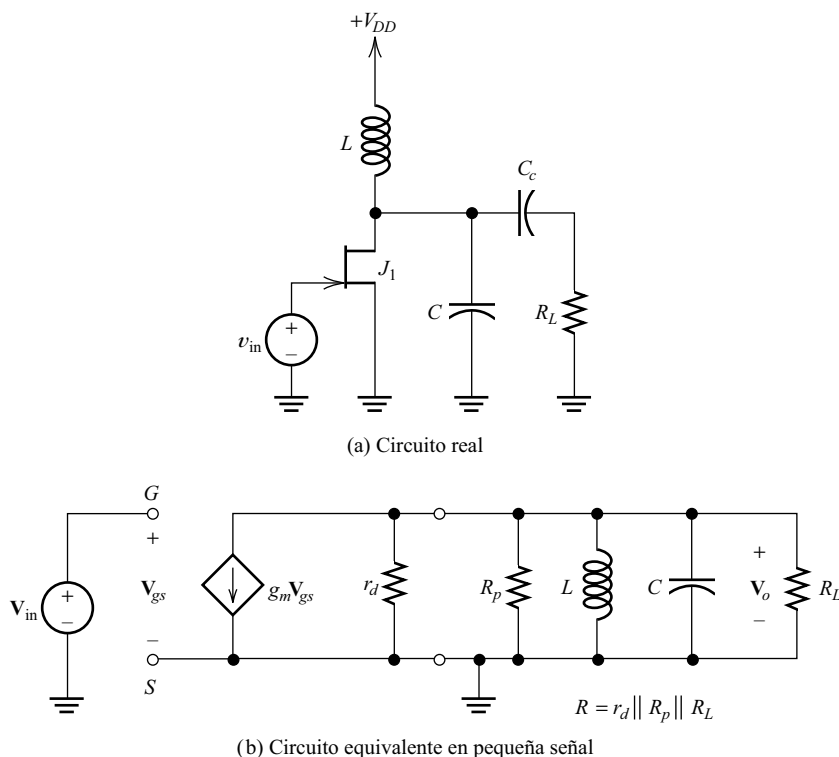 +V_DD
L
C_c
J_1
C
R_L
v_in
+
−
(a) Circuito real
G
+
V_gs
−
S
V_in
+
−
g_m V_gs
r_d
R_p
L
C
+
V_o
−
R_L
R = r_d || R_p || R_L
(b) Circuito equivalente en pequeña señal